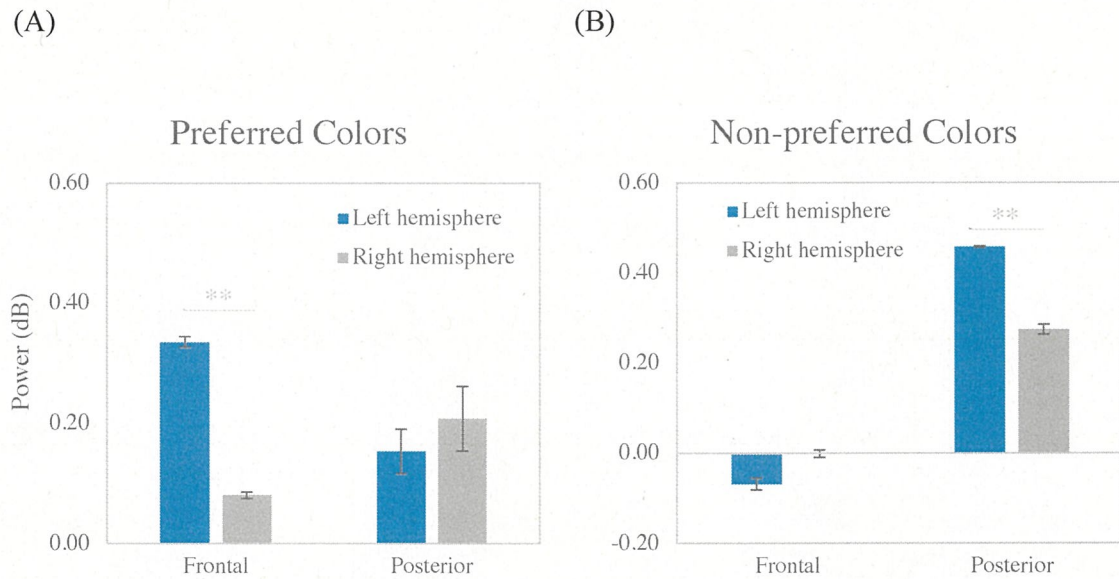 (A)
Preferred Colors
0.60
0.40
0.20
0.00
Power (dB)
Left hemisphere
Right hemisphere
**
Frontal
Posterior
(B)
Non-preferred Colors
0.60
0.40
0.20
0.00
-0.20
Left hemisphere
Right hemisphere
**
Frontal
Posterior